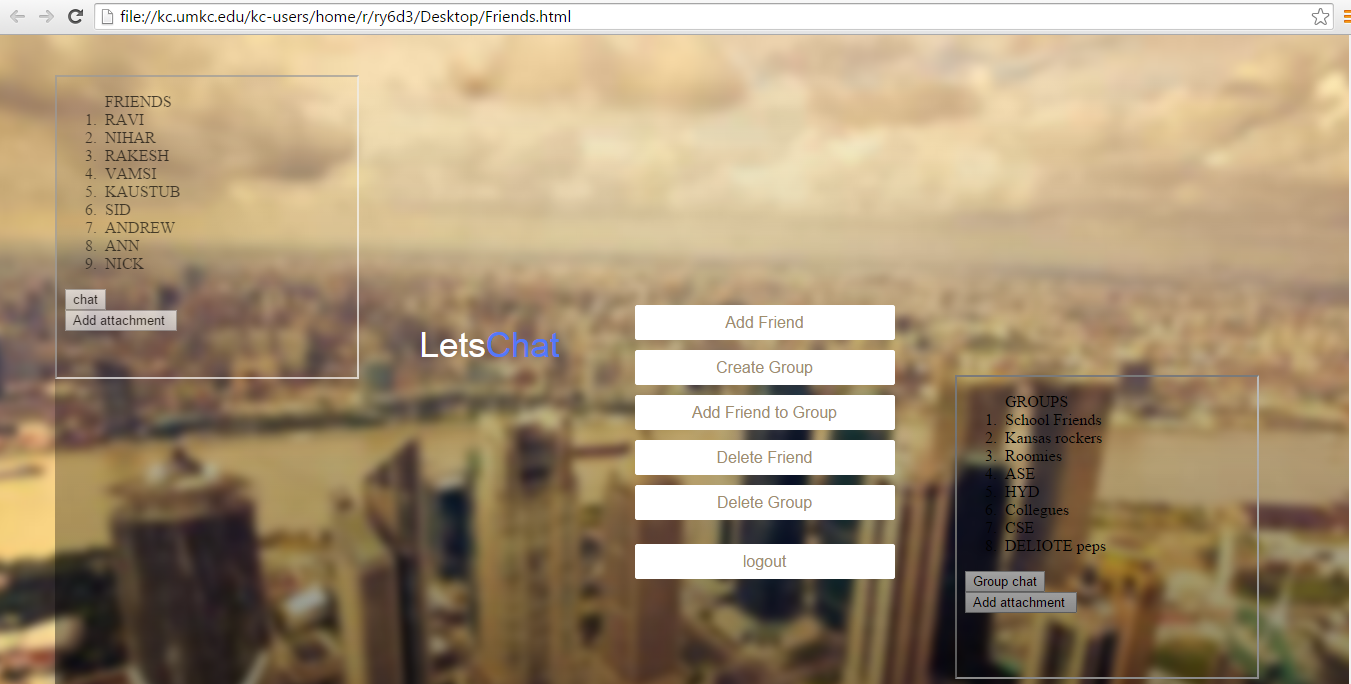 file://kc.umkc.edu/kc-users/home/r/ry6d3/Desktop/Friends.html
FRIENDS
1. RAVI
2. NIHAR
3. RAKESH
4. VAMSI
5. KAUSTUB
6. SID
7. ANDREW
8. ANN
9. NICK
chat
Add attachment
LetsChat
Add Friend
Create Group
Add Friend to Group
Delete Friend
Delete Group
logout
GROUPS
1. School Friends
2. Kansas rockers
3. Roomies
4. ASE
5. HYD
6. Collegues
7. CSE
8. DELIOTE peps
Group chat
Add attachment